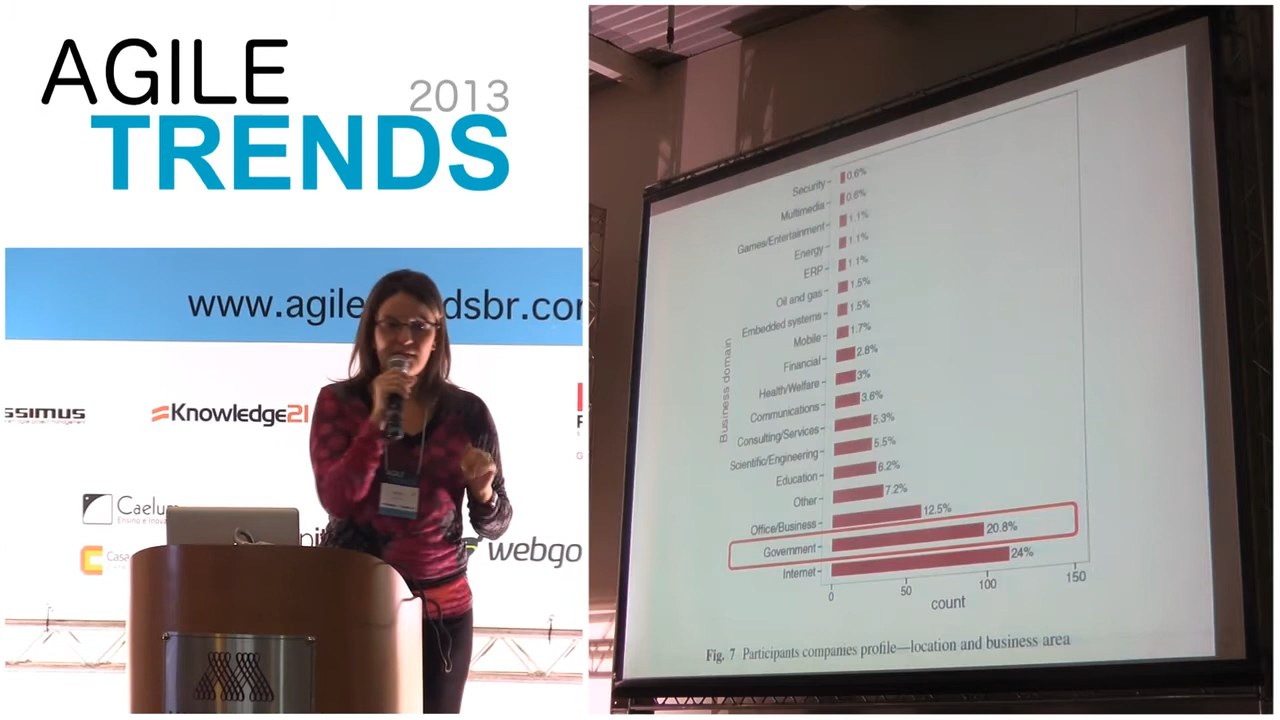 AGILE
2013
TRENDS
Knowledge21
Caelum
webgo
Security
0.6%
Multimedia
0.6%
Games/Entertainment
1.1%
Energy
1.1%
ERP
1.1%
Oil and gas
1.5%
Embedded systems
1.5%
Mobile
1.7%
Financial
2.8%
Health/Welfare
3%
Communications
3.6%
Consulting/Services
5.3%
Scientific/Engineering
5.5%
Education
6.2%
Other
7.2%
Office/Business
12.5%
Government
20.8%
Internet
24%
Business domain
0
50
100
150
count
Fig. 7 Participants companies profile—location and business area